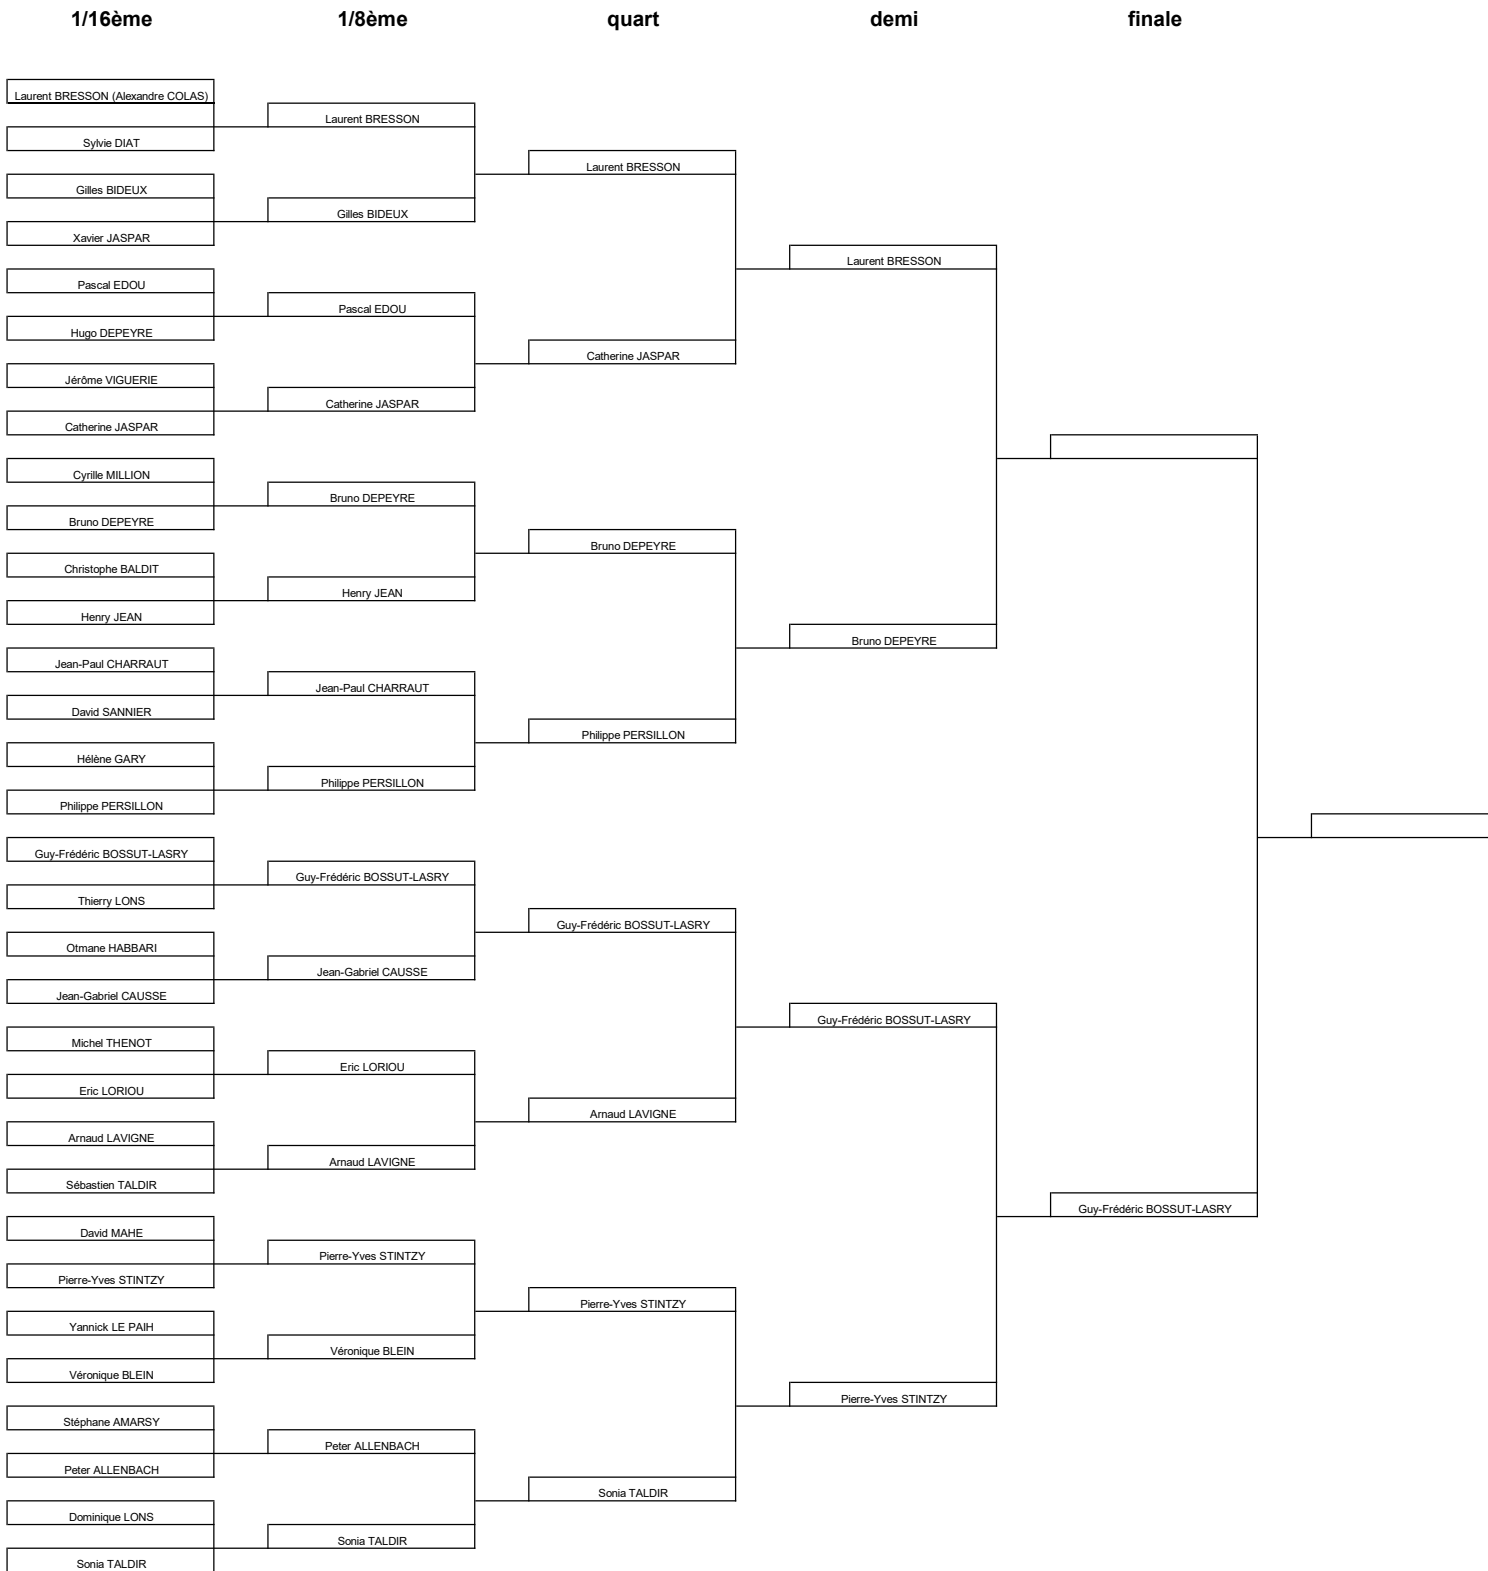 1/16ème
1/8ème
quart
demi
finale
Laurent BRESSON (Alexandre COLAS)
Laurent BRESSON
Sylvie DIAT
Laurent BRESSON
Gilles BIDEUX
Gilles BIDEUX
Xavier JASPAR
Laurent BRESSON
Pascal EDOU
Pascal EDOU
Hugo DEPEYRE
Catherine JASPAR
Jérôme VIGUERIE
Catherine JASPAR
Catherine JASPAR
Cyrille MILLION
Bruno DEPEYRE
Bruno DEPEYRE
Bruno DEPEYRE
Christophe BALDIT
Henry JEAN
Henry JEAN
Bruno DEPEYRE
Jean-Paul CHARRAUT
Jean-Paul CHARRAUT
David SANNIER
Philippe PERSILLON
Hélène GARY
Philippe PERSILLON
Philippe PERSILLON
Guy-Frédéric BOSSUT-LASRY
Guy-Frédéric BOSSUT-LASRY
Thierry LONS
Guy-Frédéric BOSSUT-LASRY
Otmane HABBARI
Jean-Gabriel CAUSSE
Jean-Gabriel CAUSSE
Guy-Frédéric BOSSUT-LASRY
Michel THENOT
Eric LORIOU
Eric LORIOU
Arnaud LAVIGNE
Arnaud LAVIGNE
Arnaud LAVIGNE
Sébastien TALDIR
Guy-Frédéric BOSSUT-LASRY
David MAHE
Pierre-Yves STINTZY
Pierre-Yves STINTZY
Pierre-Yves STINTZY
Yannick LE PAIH
Véronique BLEIN
Véronique BLEIN
Pierre-Yves STINTZY
Stéphane AMARSY
Peter ALLENBACH
Peter ALLENBACH
Sonia TALDIR
Dominique LONS
Sonia TALDIR
Sonia TALDIR